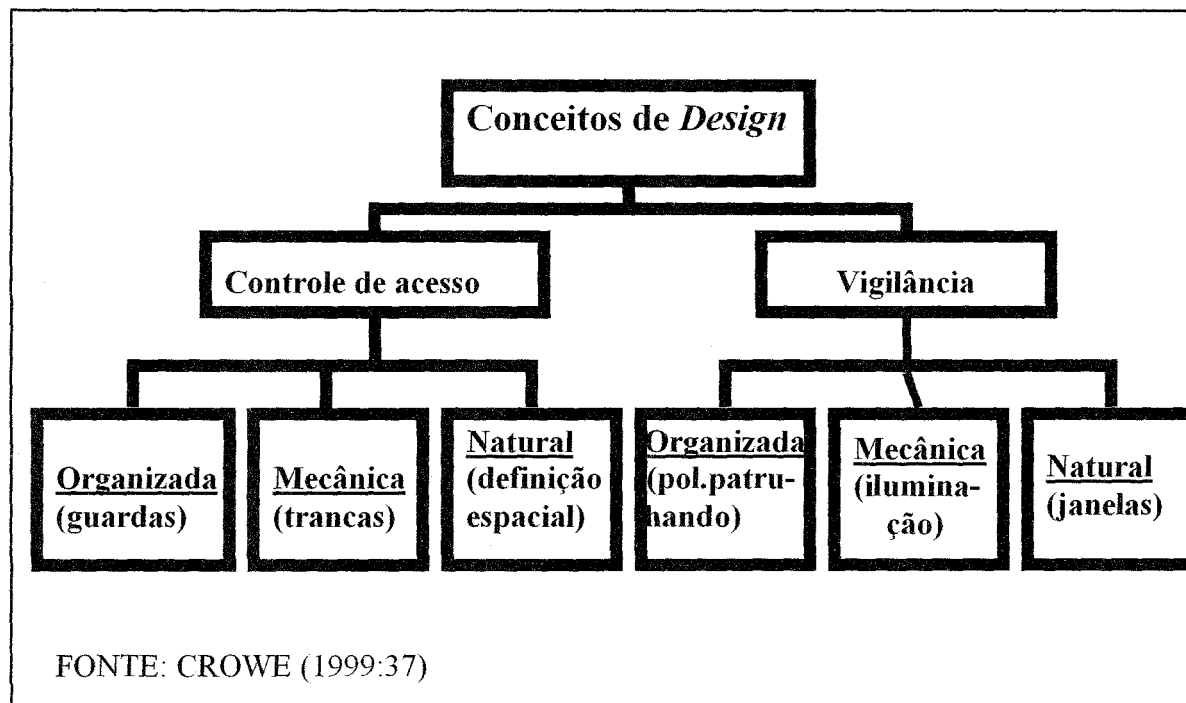 Conceitos de Design
Controle de acesso
Vigilância
Organizada
(guardas)
Mecânica
(trancas)
Natural
(definição
espacial)
Organizada
(pol.patru-
hando)
Mecânica
(ilumina-
ção)
Natural
(janelas)
FONTE: CROWE (1999:37)